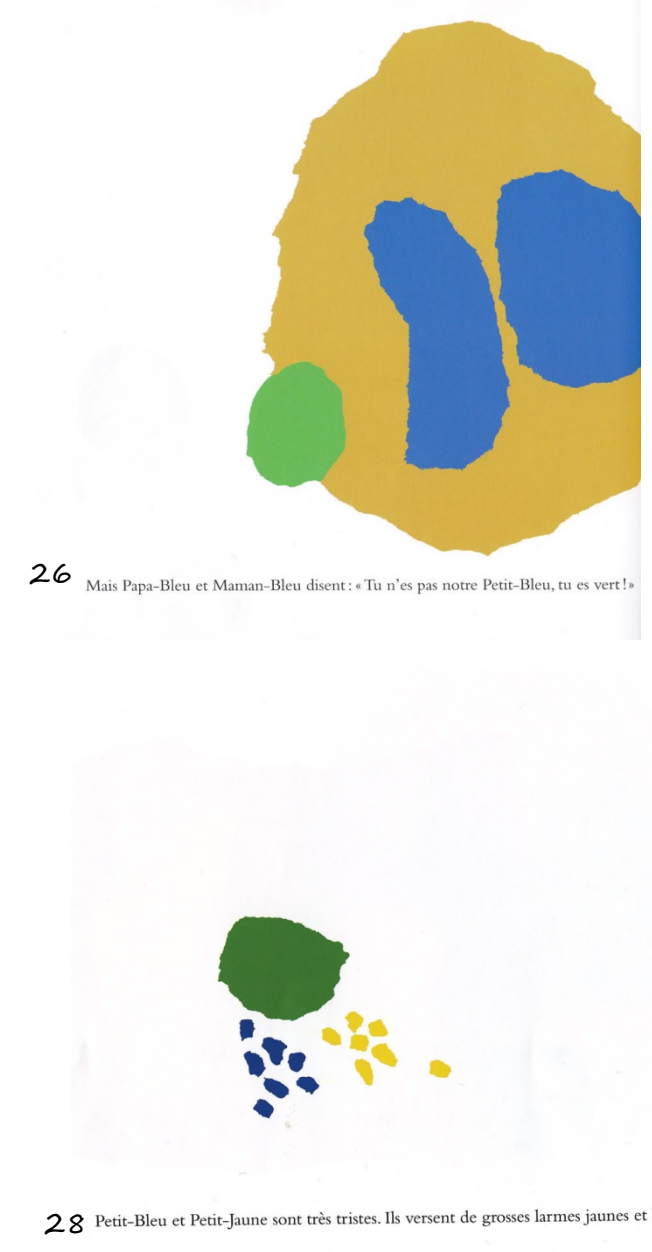 26 Mais Papa-Bleu et Maman-Bleu disent : « Tu n'es pas notre Petit-Bleu, tu es vert ! »
28 Petit-Bleu et Petit-Jaune sont très tristes. Ils versent de grosses larmes jaunes et